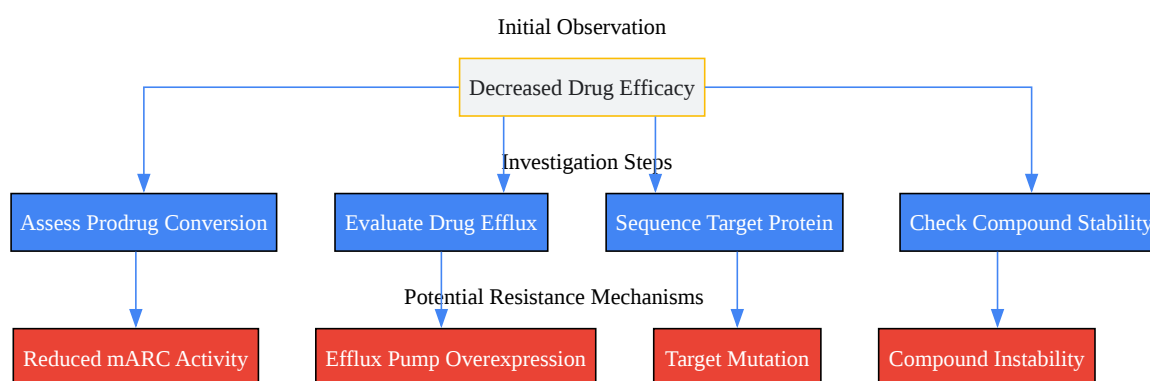 Initial Observation
Decreased Drug Efficacy
Investigation Steps
Assess Prodrug Conversion
Evaluate Drug Efflux
Sequence Target Protein
Check Compound Stability
Potential Resistance Mechanisms
Reduced mARC Activity
Efflux Pump Overexpression
Target Mutation
Compound Instability